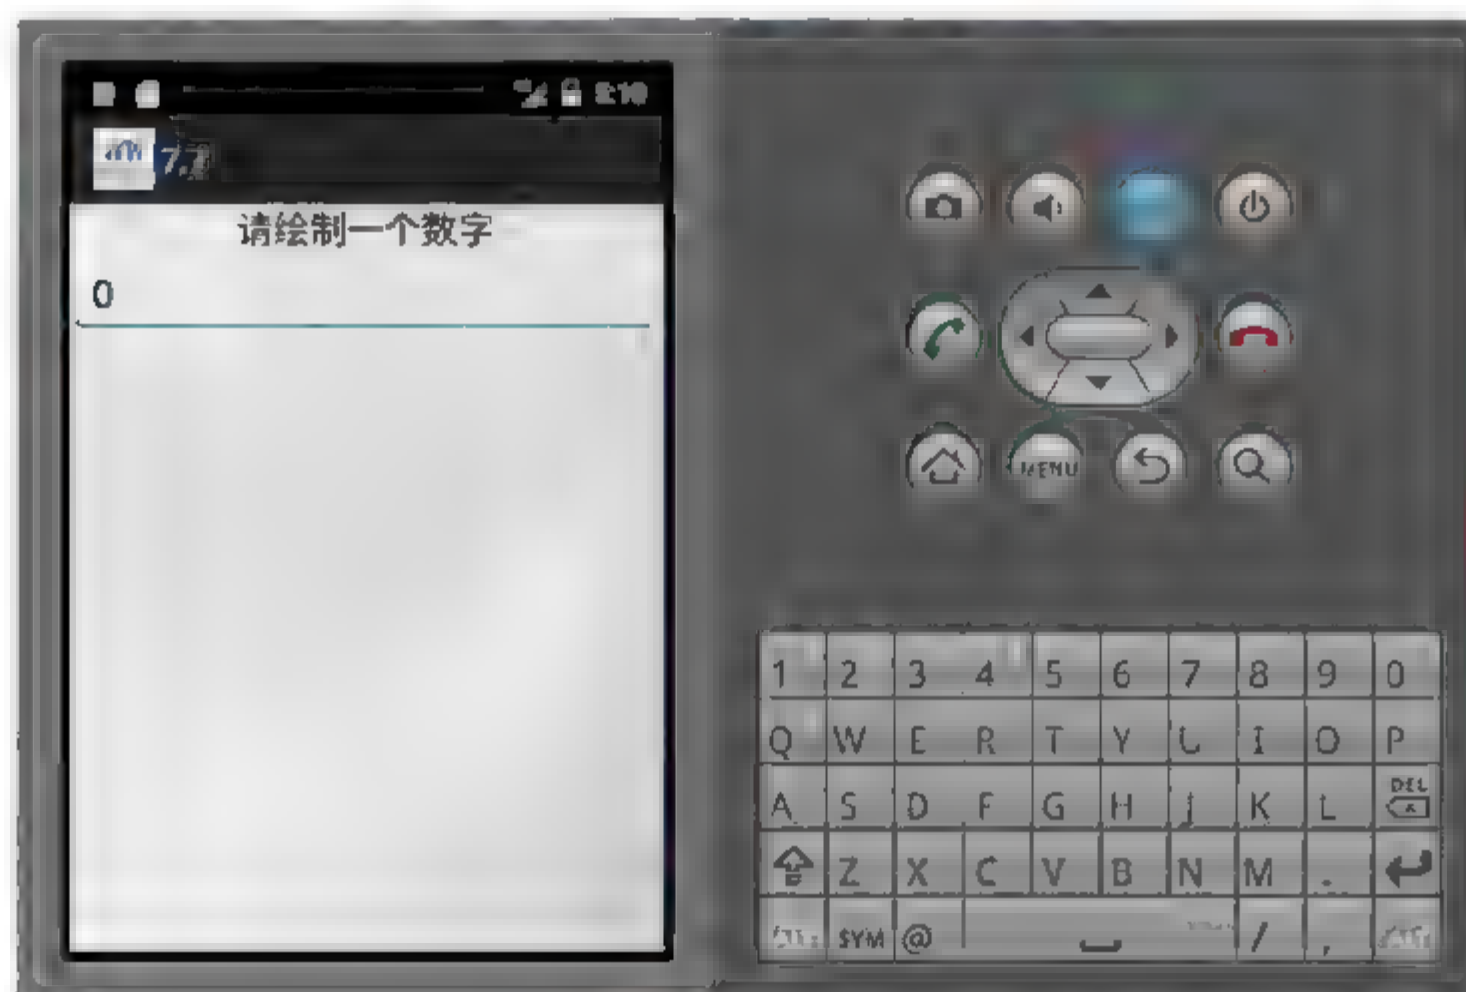 7.7
请绘制一个数字
0
MENU
1 2 3 4 5 6 7 8 9 0
Q W E R T Y U I O P
A S D F G H J K L DEL
Z X C V B N M .
SYM @ / ,